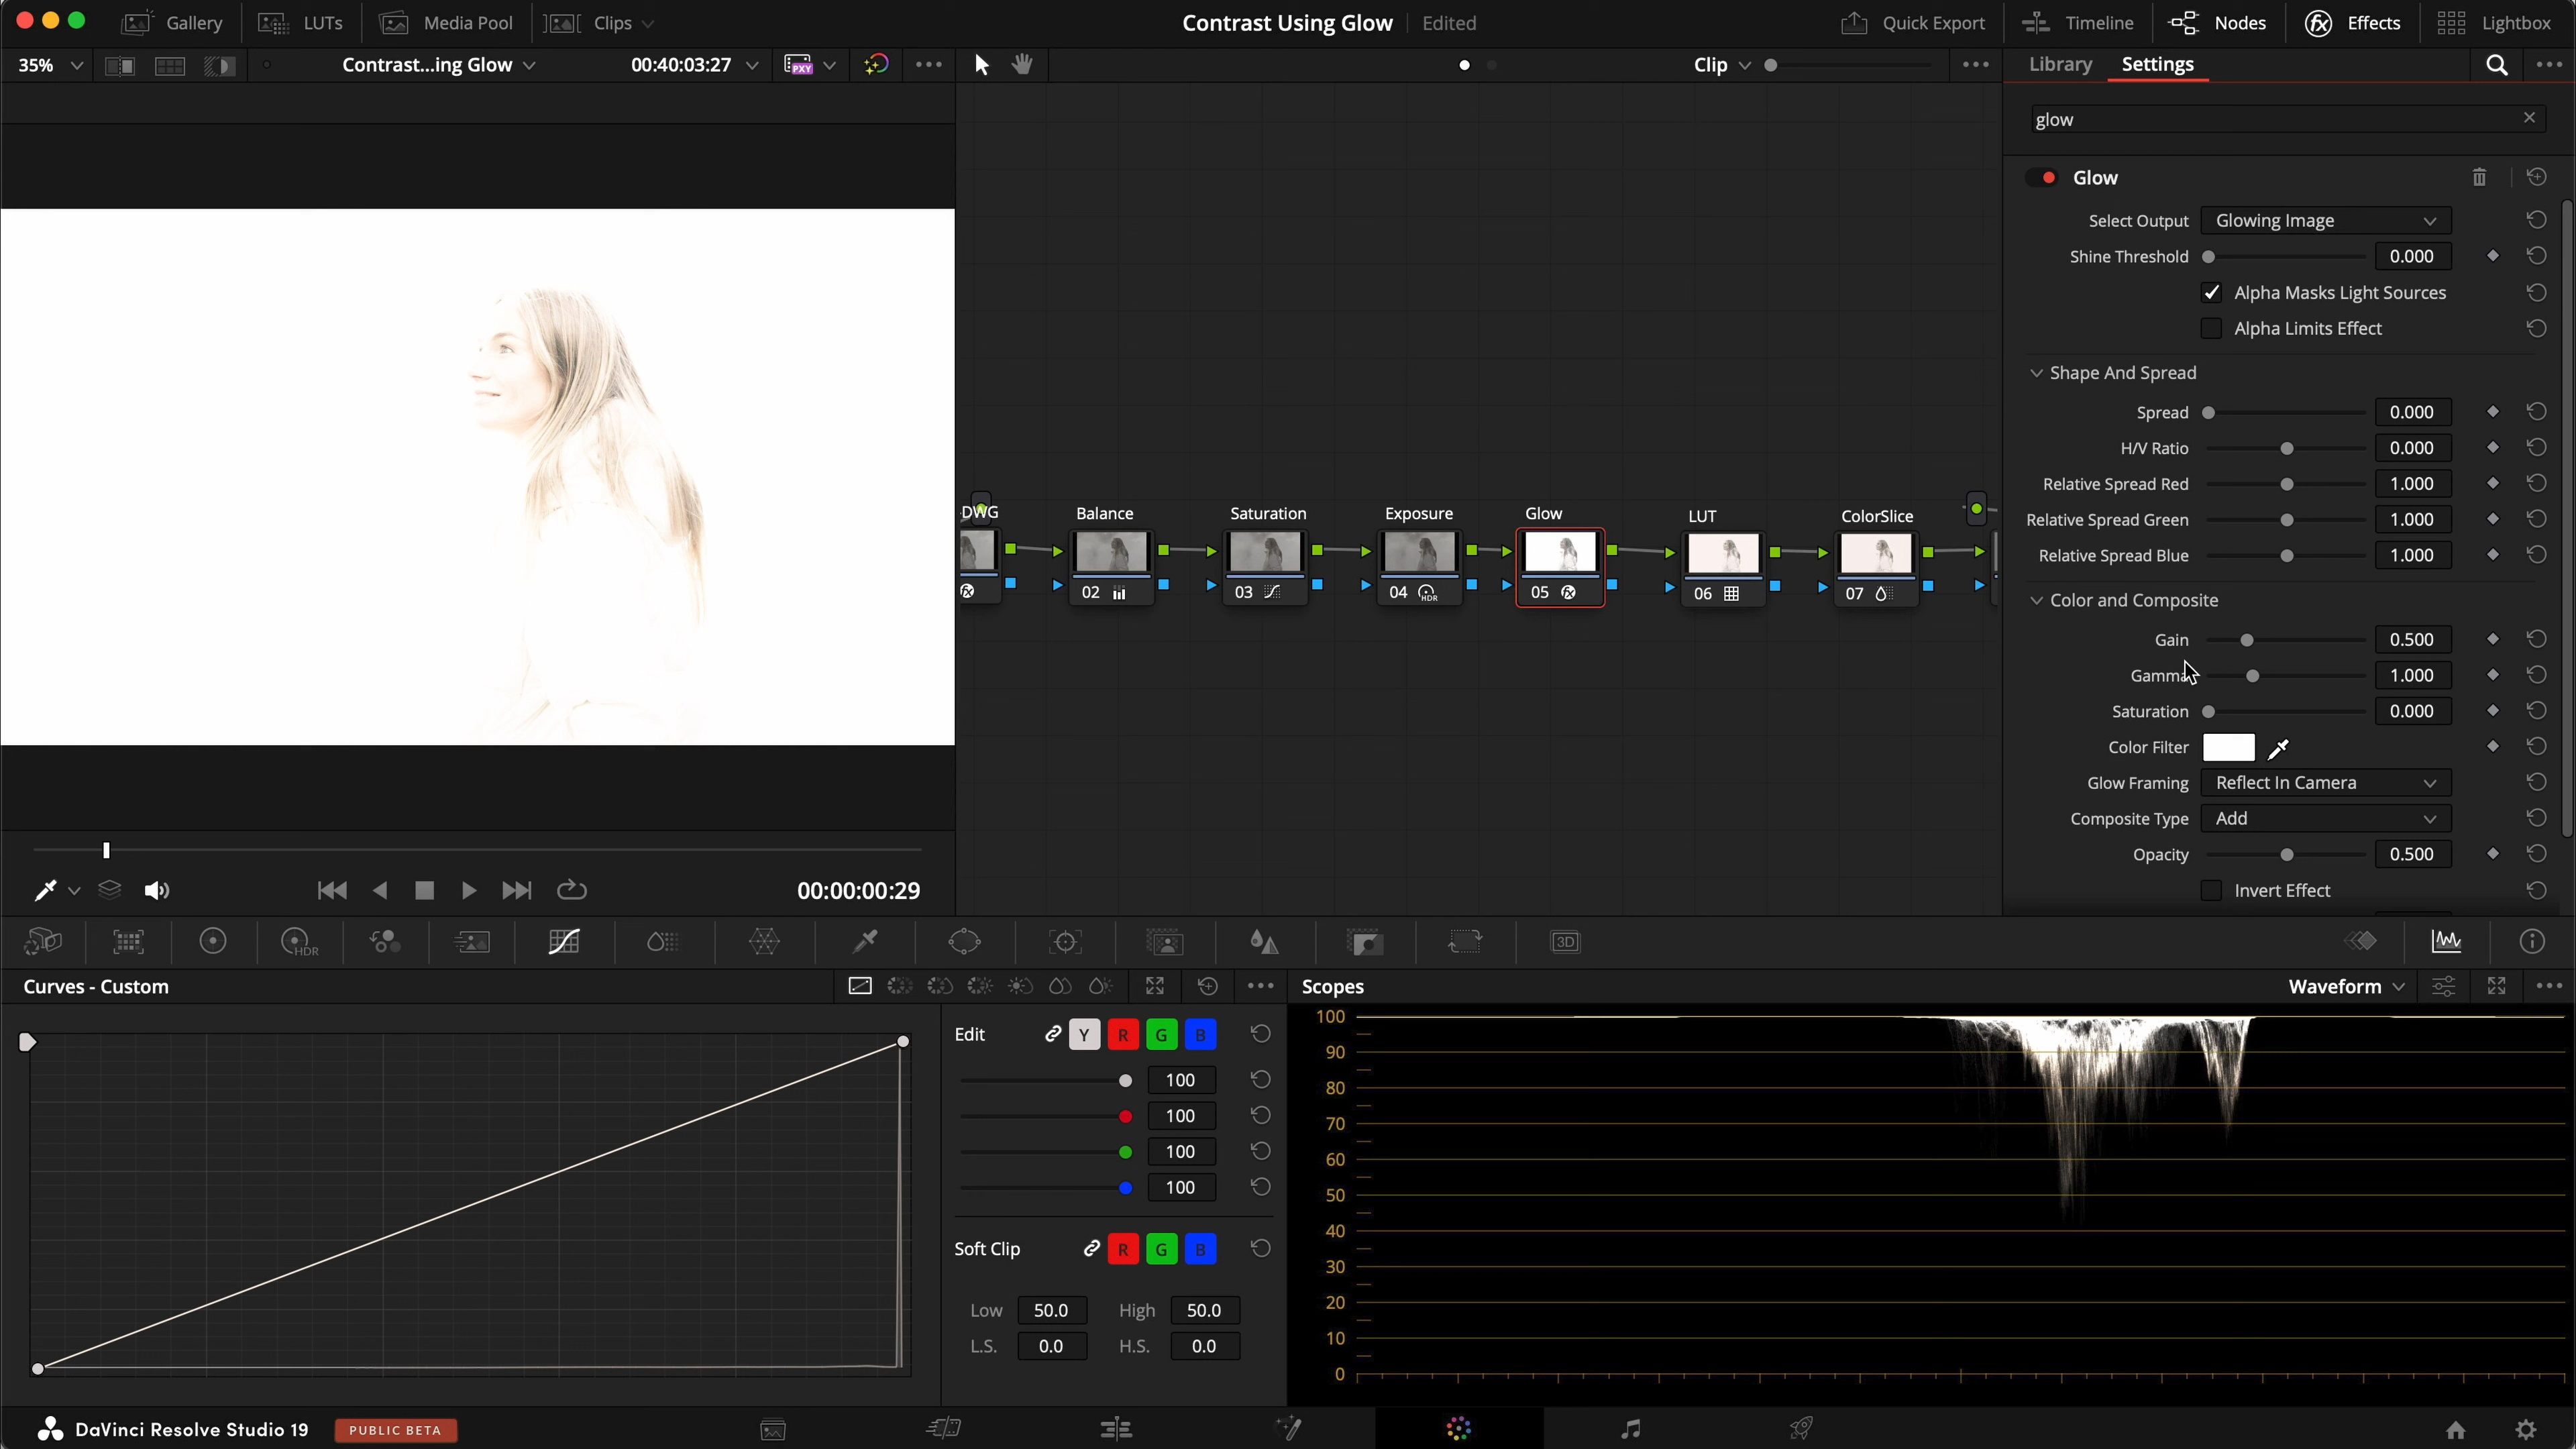 Gallery LUTs Media Pool Clips Contrast Using Glow Edited Quick Export Timeline Nodes Effects Lightbox
35% Contrast...ing Glow 00:40:03:27 PXY Clip Library Settings
glow
Glow
Select Output Glowing Image
Shine Threshold 0.000
Alpha Masks Light Sources
Alpha Limits Effect
Shape And Spread
Spread 0.000
H/V Ratio 0.000
Relative Spread Red 1.000
Relative Spread Green 1.000
Relative Spread Blue 1.000
DWG Balance Saturation Exposure Glow LUT ColorSlice
02 03 04 HDR 05 06 07
Color and Composite
Gain 0.500
Gamma 1.000
Saturation 0.000
Color Filter
Glow Framing Reflect In Camera
Composite Type Add
Opacity 0.500
Invert Effect
00:00:00:29
HDR 3D
Curves - Custom
Edit Y R G B
100
100
100
100
Soft Clip R G B
Low 50.0 High 50.0
L.S. 0.0 H.S. 0.0
Scopes Waveform
100
90
80
70
60
50
40
30
20
10
0
DaVinci Resolve Studio 19 PUBLIC BETA